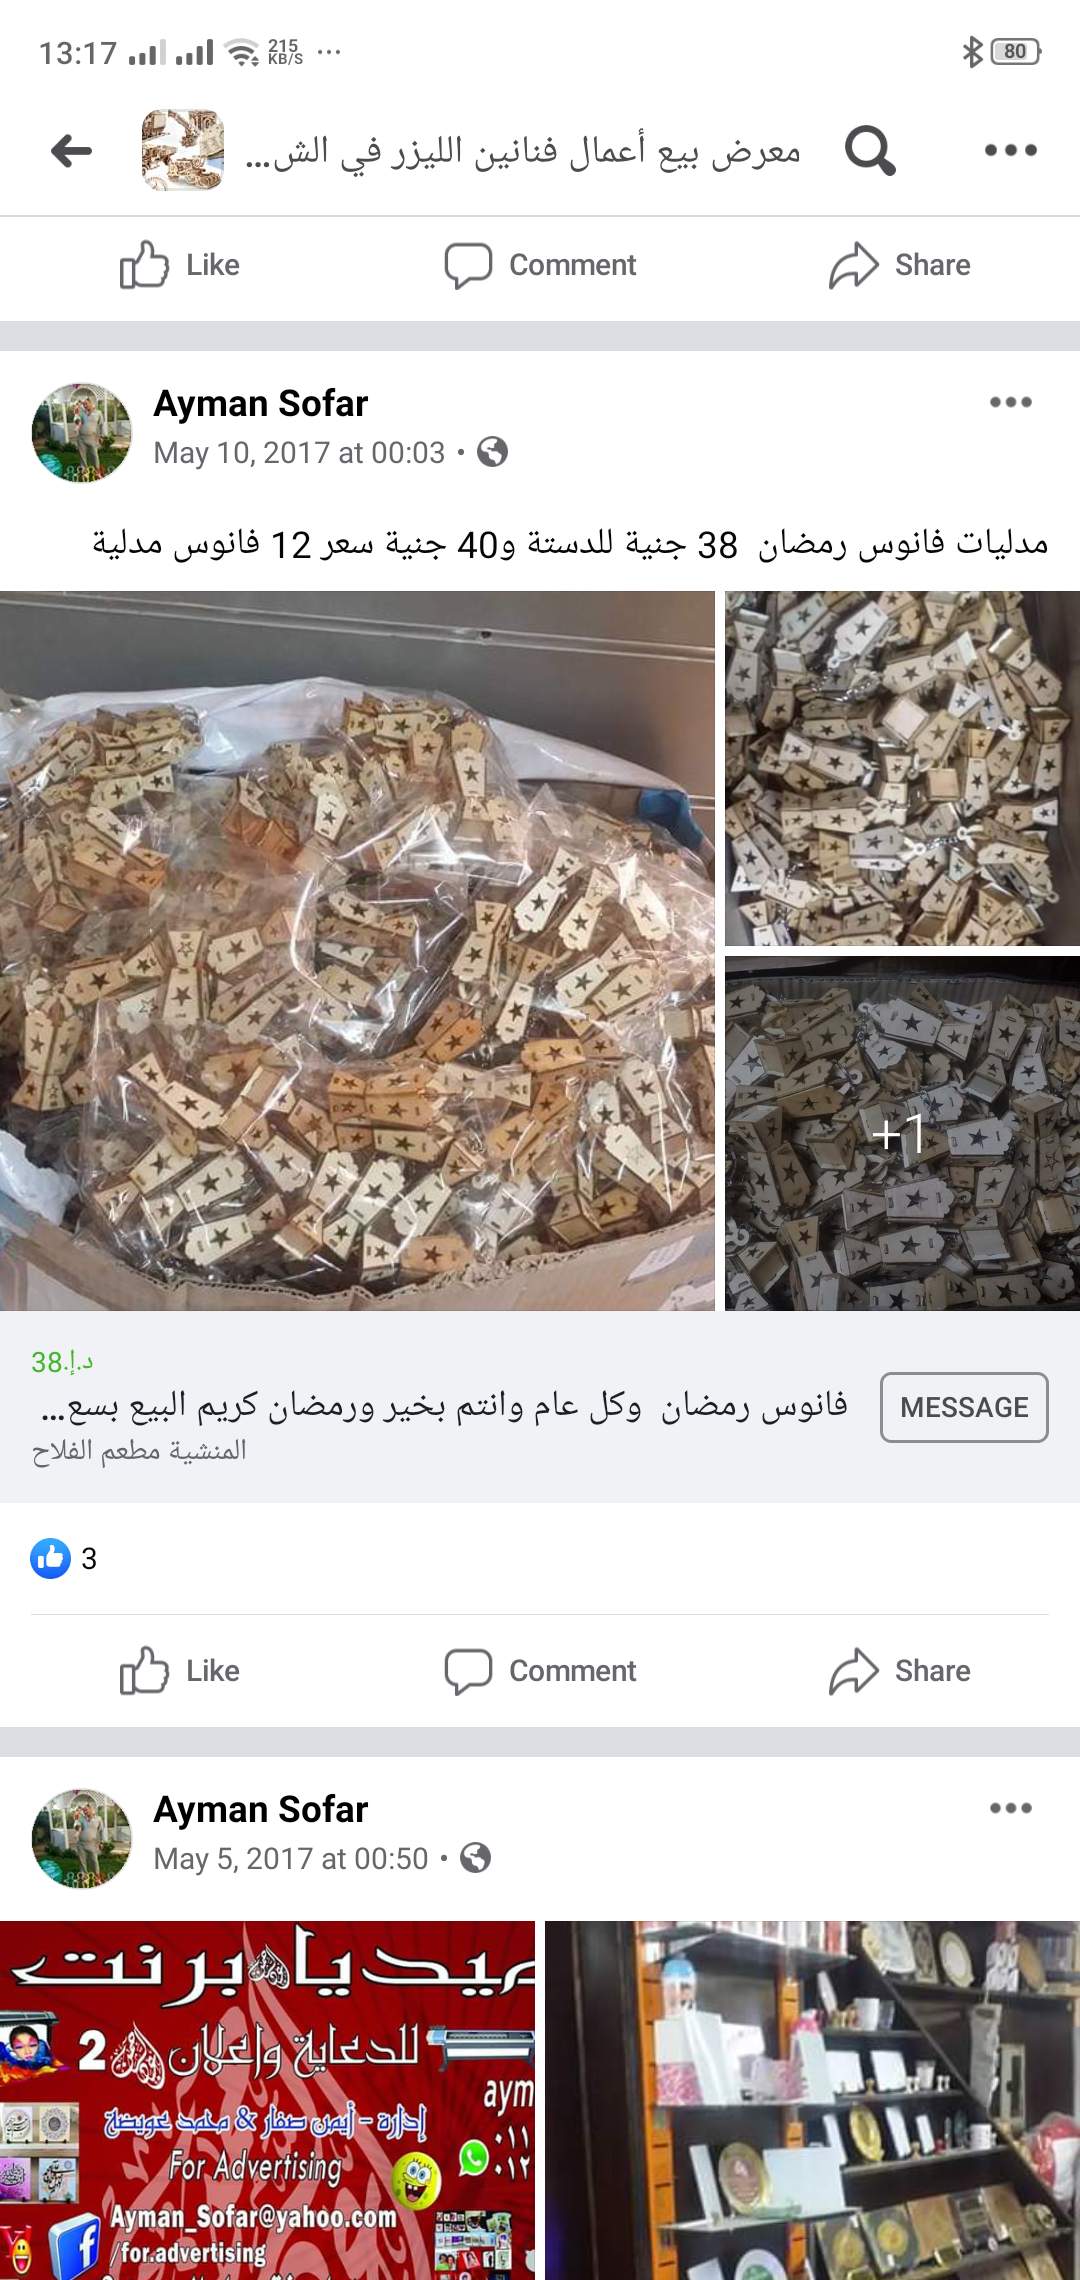 13:17
215
KB/S
80
معرض بيع أعمال فنانين الليزر في الش...
Like
Comment
Share
Ayman Sofar
May 10, 2017 at 00:03
مدليات فانوس رمضان 38 جنية للدستة و40 جنية سعر 12 فانوس مدلية
+1
د.إ.38
فانوس رمضان وكل عام وانتم بخير ورمضان كريم البيع بسع...
المنشية مطعم الفلاح
MESSAGE
3
Like
Comment
Share
Ayman Sofar
May 5, 2017 at 00:50
ميديا برنت
للدعاية وإعلان 2
aym
إدارة - أيمن صفار & محمد عويضة
٠١١
For Advertising
٠١٢
Ayman_Sofar@yahoo.com
/for.advertising